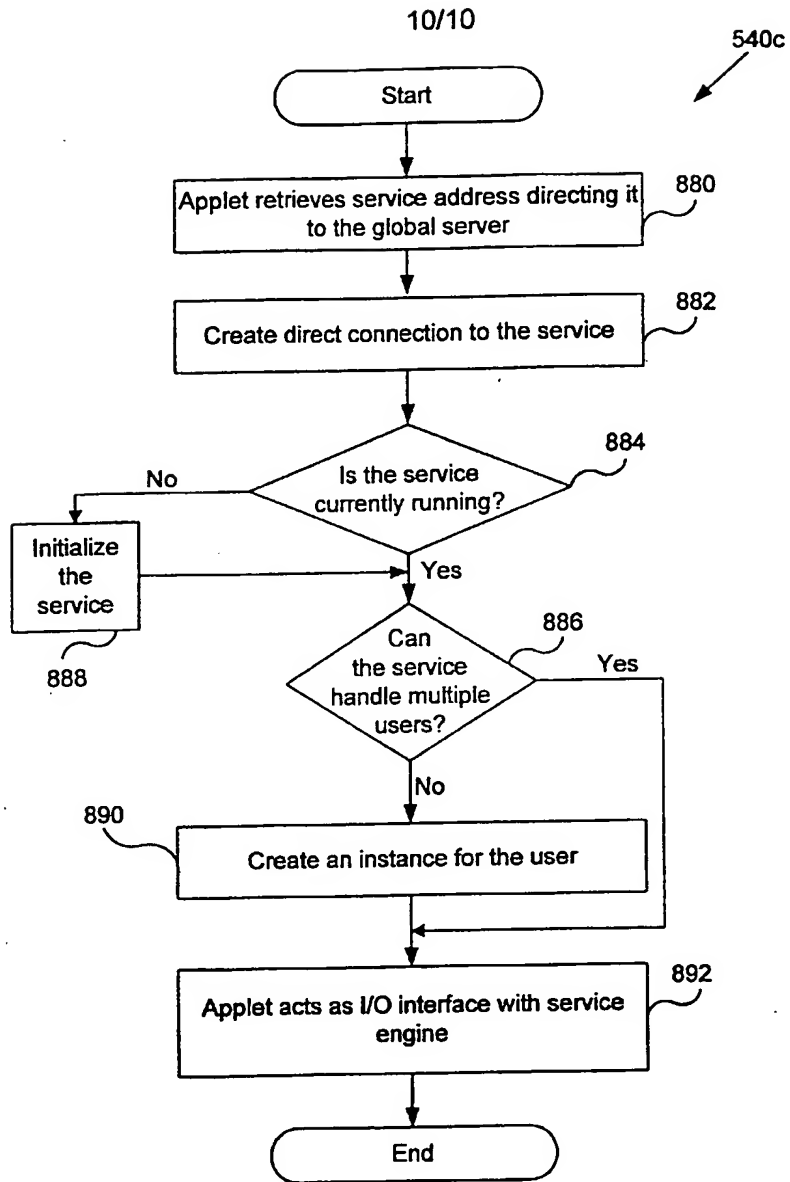 10/10
540c
Start
Applet retrieves service address directing it
to the global server
880
Create direct connection to the service
882
Is the service
currently running?
884
No
Initialize
the
service
888
Yes
Can
the service
handle multiple
users?
886
Yes
No
890
Create an instance for the user
Applet acts as I/O interface with service
engine
892
End